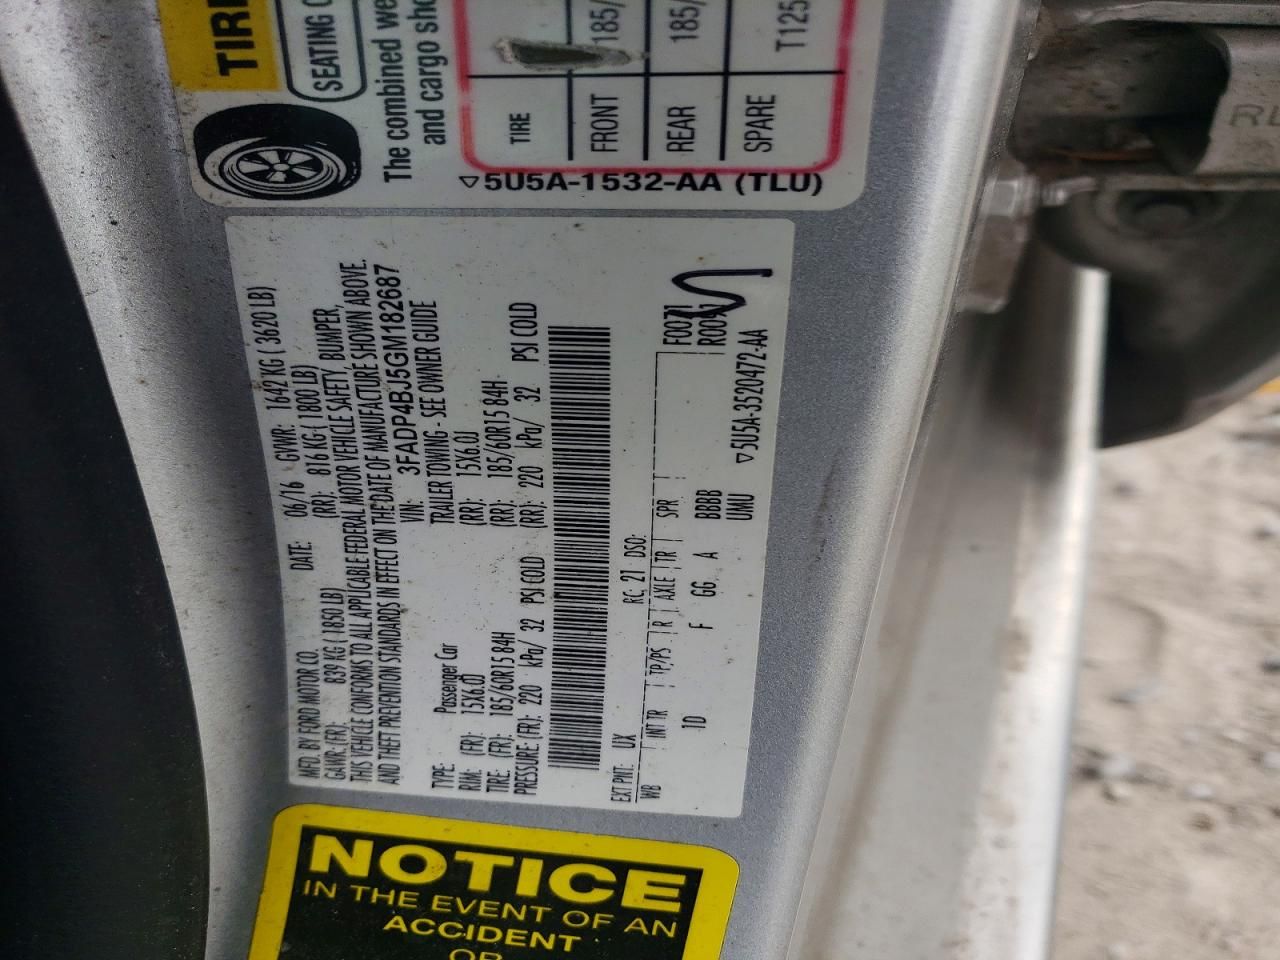 TIRE
SEATING C
The combined we
and cargo sho
TIRE
FRONT 185/
REAR 185/
SPARE T125
5U5A-1532-AA (TLU)
MFD. BY FORD MOTOR CO. DATE: 06/16 GVWR: 1642 KG ( 3620 LB)
GAWR: FR): 839 KG (1850 LB) (RR): 816 KG (1800 LB)
THIS VEHICLE CONFORMS TO ALL APPLICABLE FEDERAL MOTOR VEHICLE SAFETY, BUMPER,
AND THEFT PREVENTION STANDARDS IN EFFECT ON THE DATE OF MANUFACTURE SHOWN ABOVE.
VIN: 3FADP4BJ5GM182687
TYPE: Passenger Car TRAILER TOWING - SEE OWNER GUIDE
RIM: (FR): 15X6.0J (RR): 15X6.0J
TIRE: (FR): 185/60R15 84H (RR): 185/60R15 84H
PRESSURE: (FR): 220 kPa/ 32 PSI COLD (RR): 220 kPa/ 32 PSI COLD
EXT PNT: UX RC: 21 DSO:
WB INT TR TP/PS R AXLE TR SPR F0071
10 F GG A BBBB
UMU
5U5A-3520472-AA
NOTICE
IN THE EVENT OF AN
ACCIDENT
OR